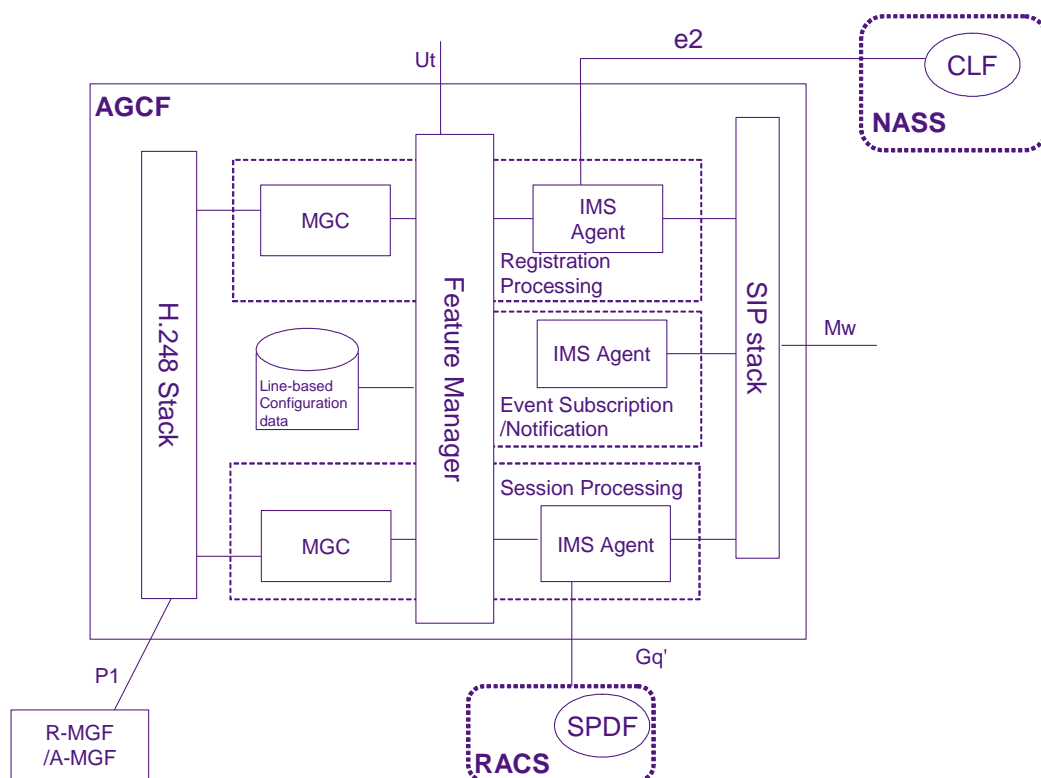 e2
CLF
NASS
Ut
AGCF
MGC
IMS
Agent
Registration
Processing
H.248 Stack
Feature Manager
SIP stack
Mw
IMS Agent
Line-based
Configuration
data
Event Subscription
/Notification
Session Processing
MGC
IMS Agent
P1
Gq'
R-MGF
/A-MGF
SPDF
RACS